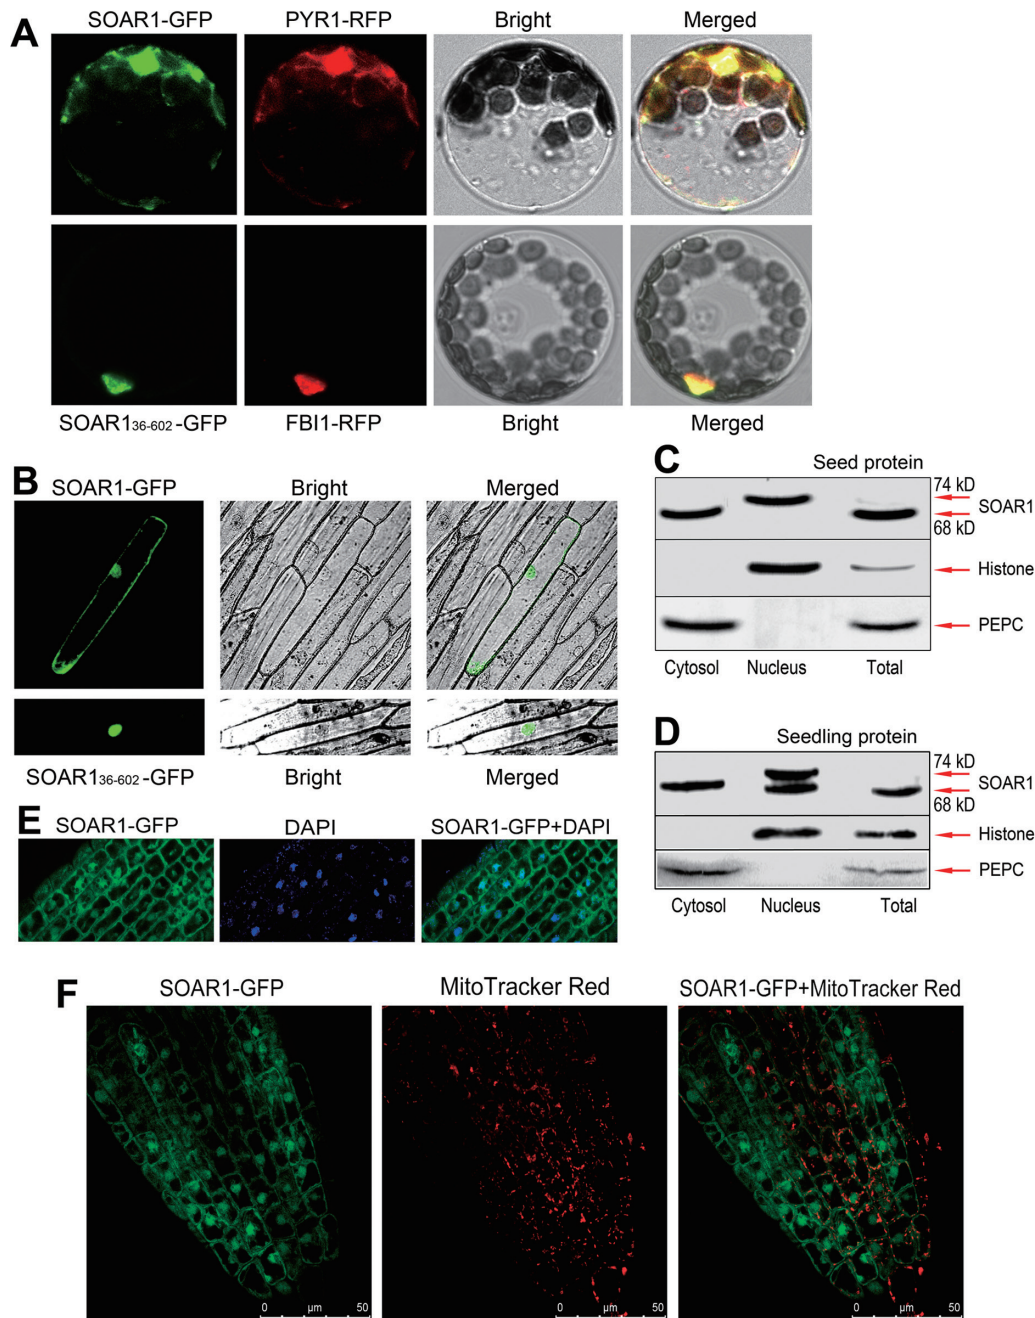 A
SOAR1-GFP PYR1-RFP Bright Merged
SOAR1₃₆₋₆₀₂-GFP FBI1-RFP Bright Merged
B
SOAR1-GFP Bright Merged
SOAR1₃₆₋₆₀₂-GFP Bright Merged
C
Seed protein
74 kD
SOAR1
68 kD
Histone
PEPC
Cytosol Nucleus Total
D
Seedling protein
74 kD
SOAR1
68 kD
Histone
PEPC
Cytosol Nucleus Total
E
SOAR1-GFP DAPI SOAR1-GFP+DAPI
F
SOAR1-GFP MitoTracker Red SOAR1-GFP+MitoTracker Red
0 µm 50 0 µm 50 0 µm 50